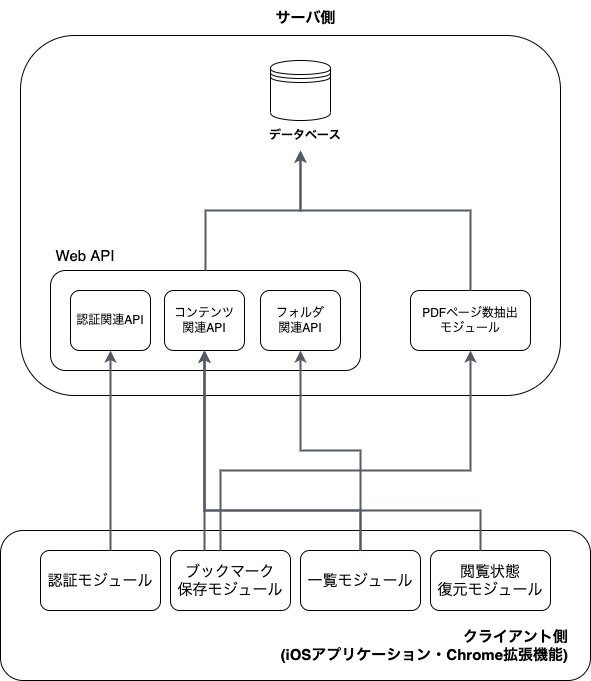 サーバ側
データベース
Web API
認証関連API
コンテンツ
関連API
フォルダ
関連API
PDFページ数抽出
モジュール
認証モジュール
ブックマーク
保存モジュール
一覧モジュール
閲覧状態
復元モジュール
クライアント側
(iOSアプリケーション・Chrome拡張機能)